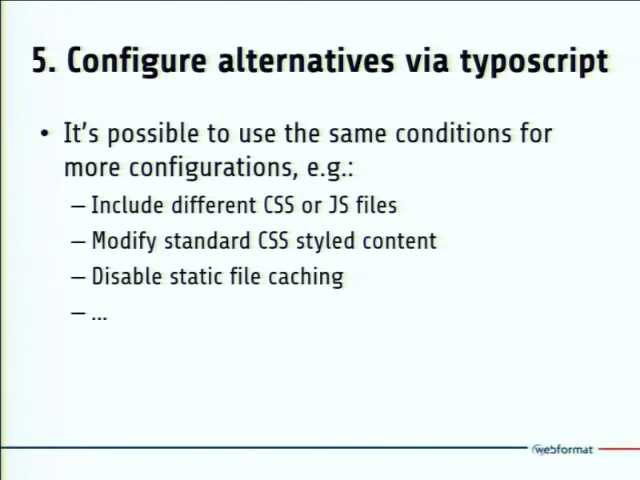 5. Configure alternatives via typoscript
• It's possible to use the same conditions for
more configurations, e.g.:
– Include different CSS or JS files
– Modify standard CSS styled content
– Disable static file caching
– ...
webformat